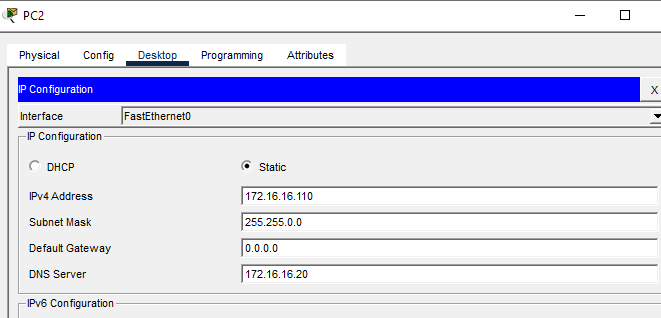 PC2
Physical Config Desktop Programming Attributes
IP Configuration X
Interface FastEthernet0
IP Configuration
DHCP Static
IPv4 Address 172.16.16.110
Subnet Mask 255.255.0.0
Default Gateway 0.0.0.0
DNS Server 172.16.16.20
IPv6 Configuration